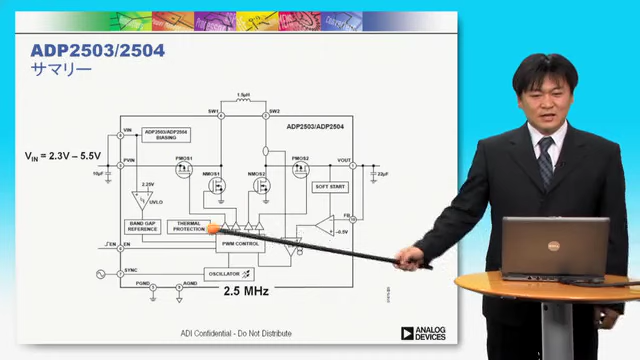 ADP2503/2504
サマリー
1.5µH
SW1
SW2
VIN
ADP2503/ADP2504
BIASING
ADP2503/ADP2504
VIN = 2.3V – 5.5V
PVIN
PMOS1
PMOS2
VOUT
10µF
22µF
NMOS1
NMOS2
SOFT START
2.25V
UVLO
FB
BAND GAP
REFERENCE
THERMAL
PROTECTION
–0.5V
EN
EN
PWM CONTROL
SYNC
OSCILLATOR
PGND
AGND
2.5 MHz
ADI Confidential - Do Not Distribute
ANALOG
DEVICES